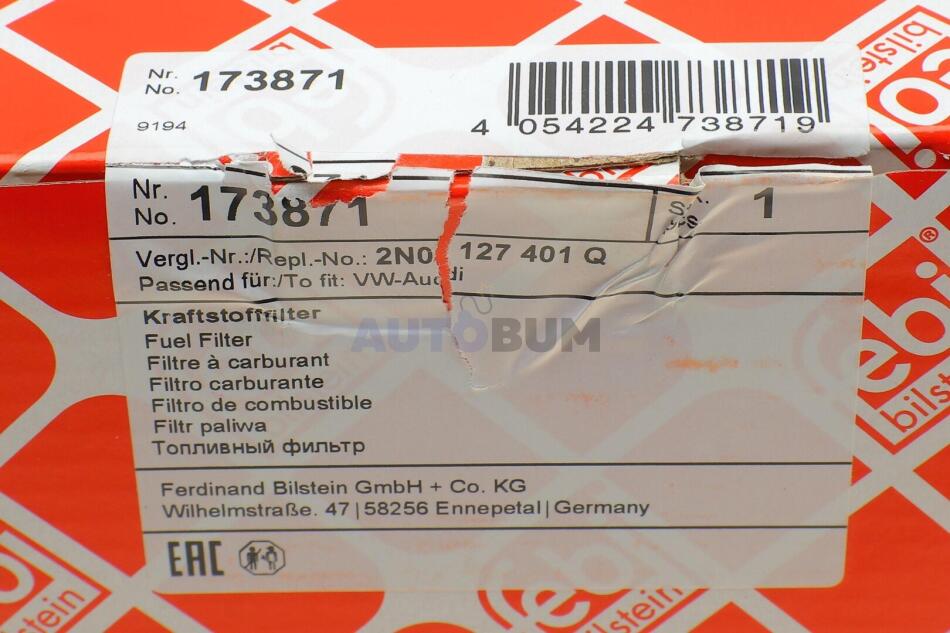 Nr.
No. 173871
9194
4 054224 738719
Nr.
No. 173871
1
Vergl.-Nr.:/Repl.-No.: 127 401 Q
Passend für:/To fit:
Kraftstofffilter
Fuel Filter
Filtre à carburant
Filtro carburante
Filtro de combustible
Filtr paliwa
Топливный фильтр
Ferdinand Bilstein GmbH + Co. KG
Wilhelmstraße. 47 | 58256 Ennepetal | Germany
EAC
AUTOBUM
bilstein
febi
bilstein
®